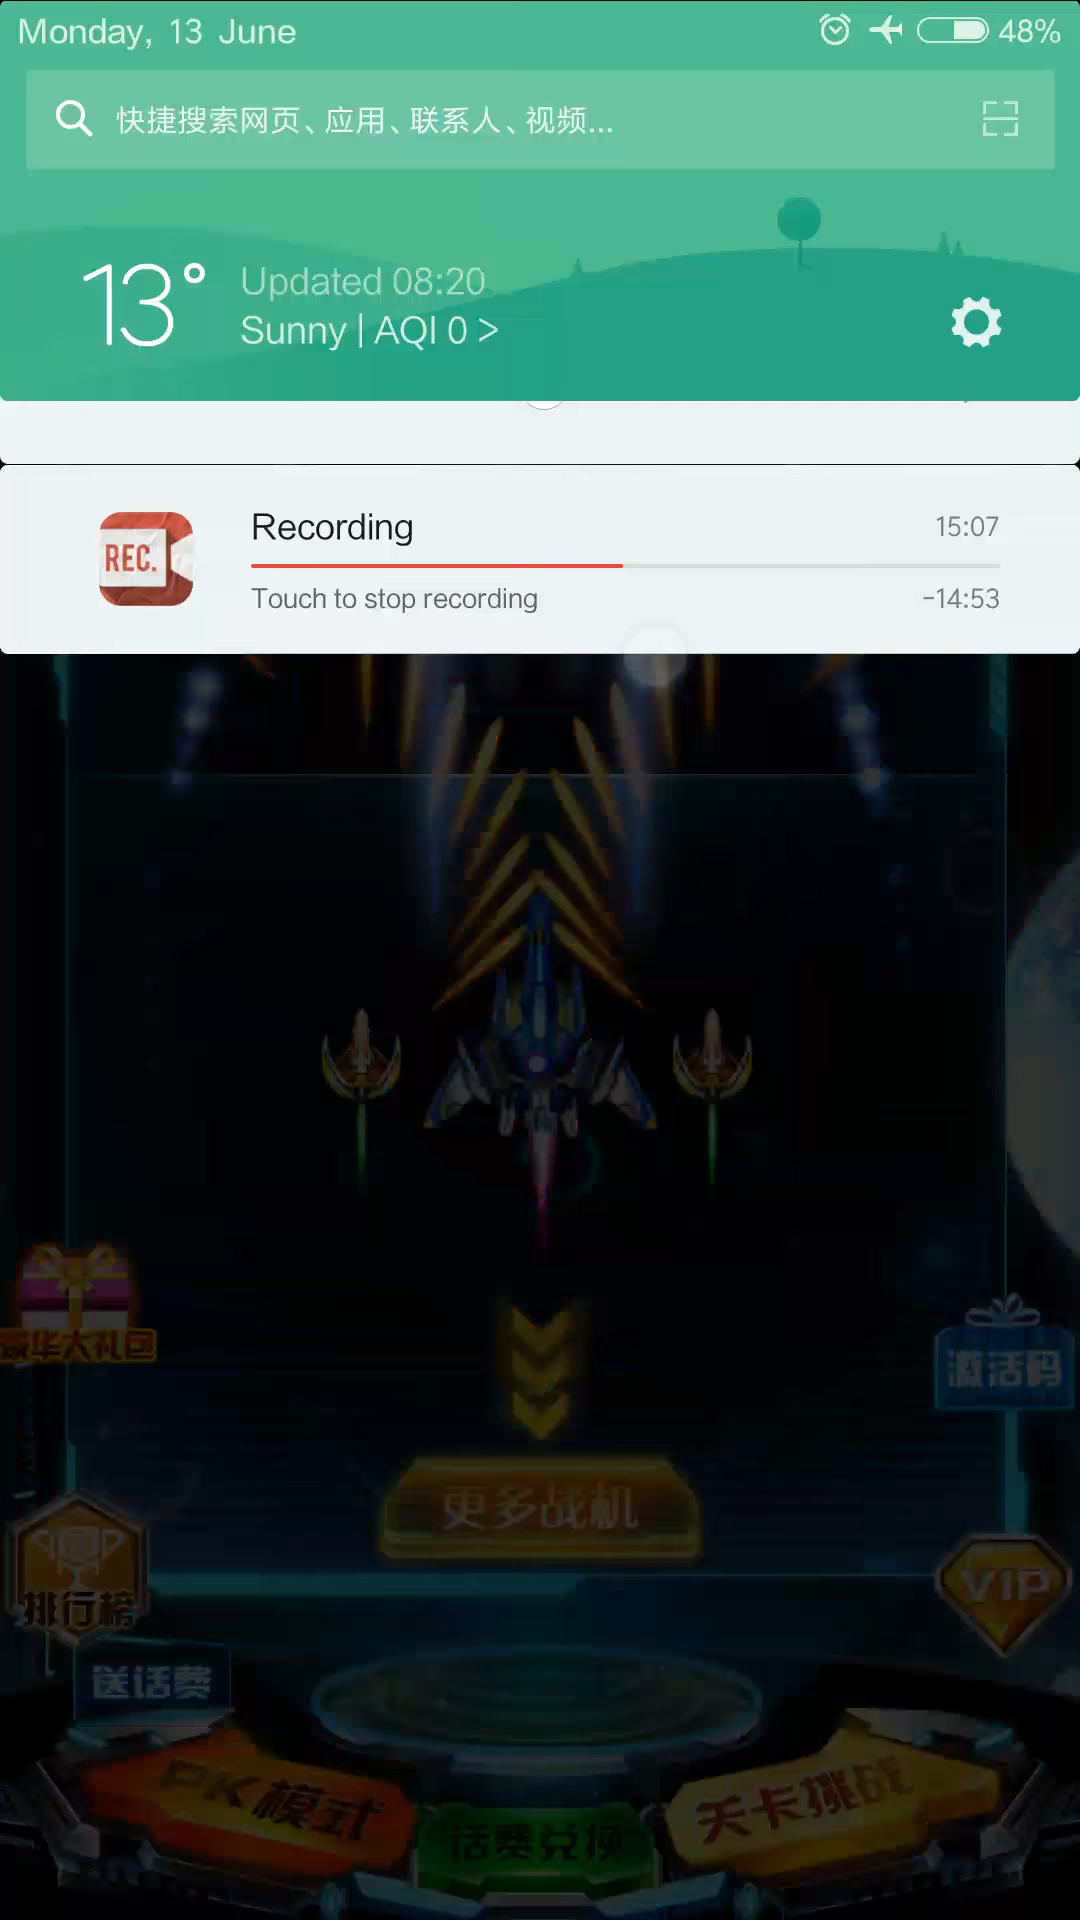 Monday, 13 June
48%
快捷搜索网页、应用、联系人、视频...
13°
Updated 08:20
Sunny | AQI 0 >
REC.
Recording
15:07
Touch to stop recording
-14:53
豪华大礼包
激活码
更多战机
排行榜
VIP
送话费
PK模式
关卡挑战
话费兑换